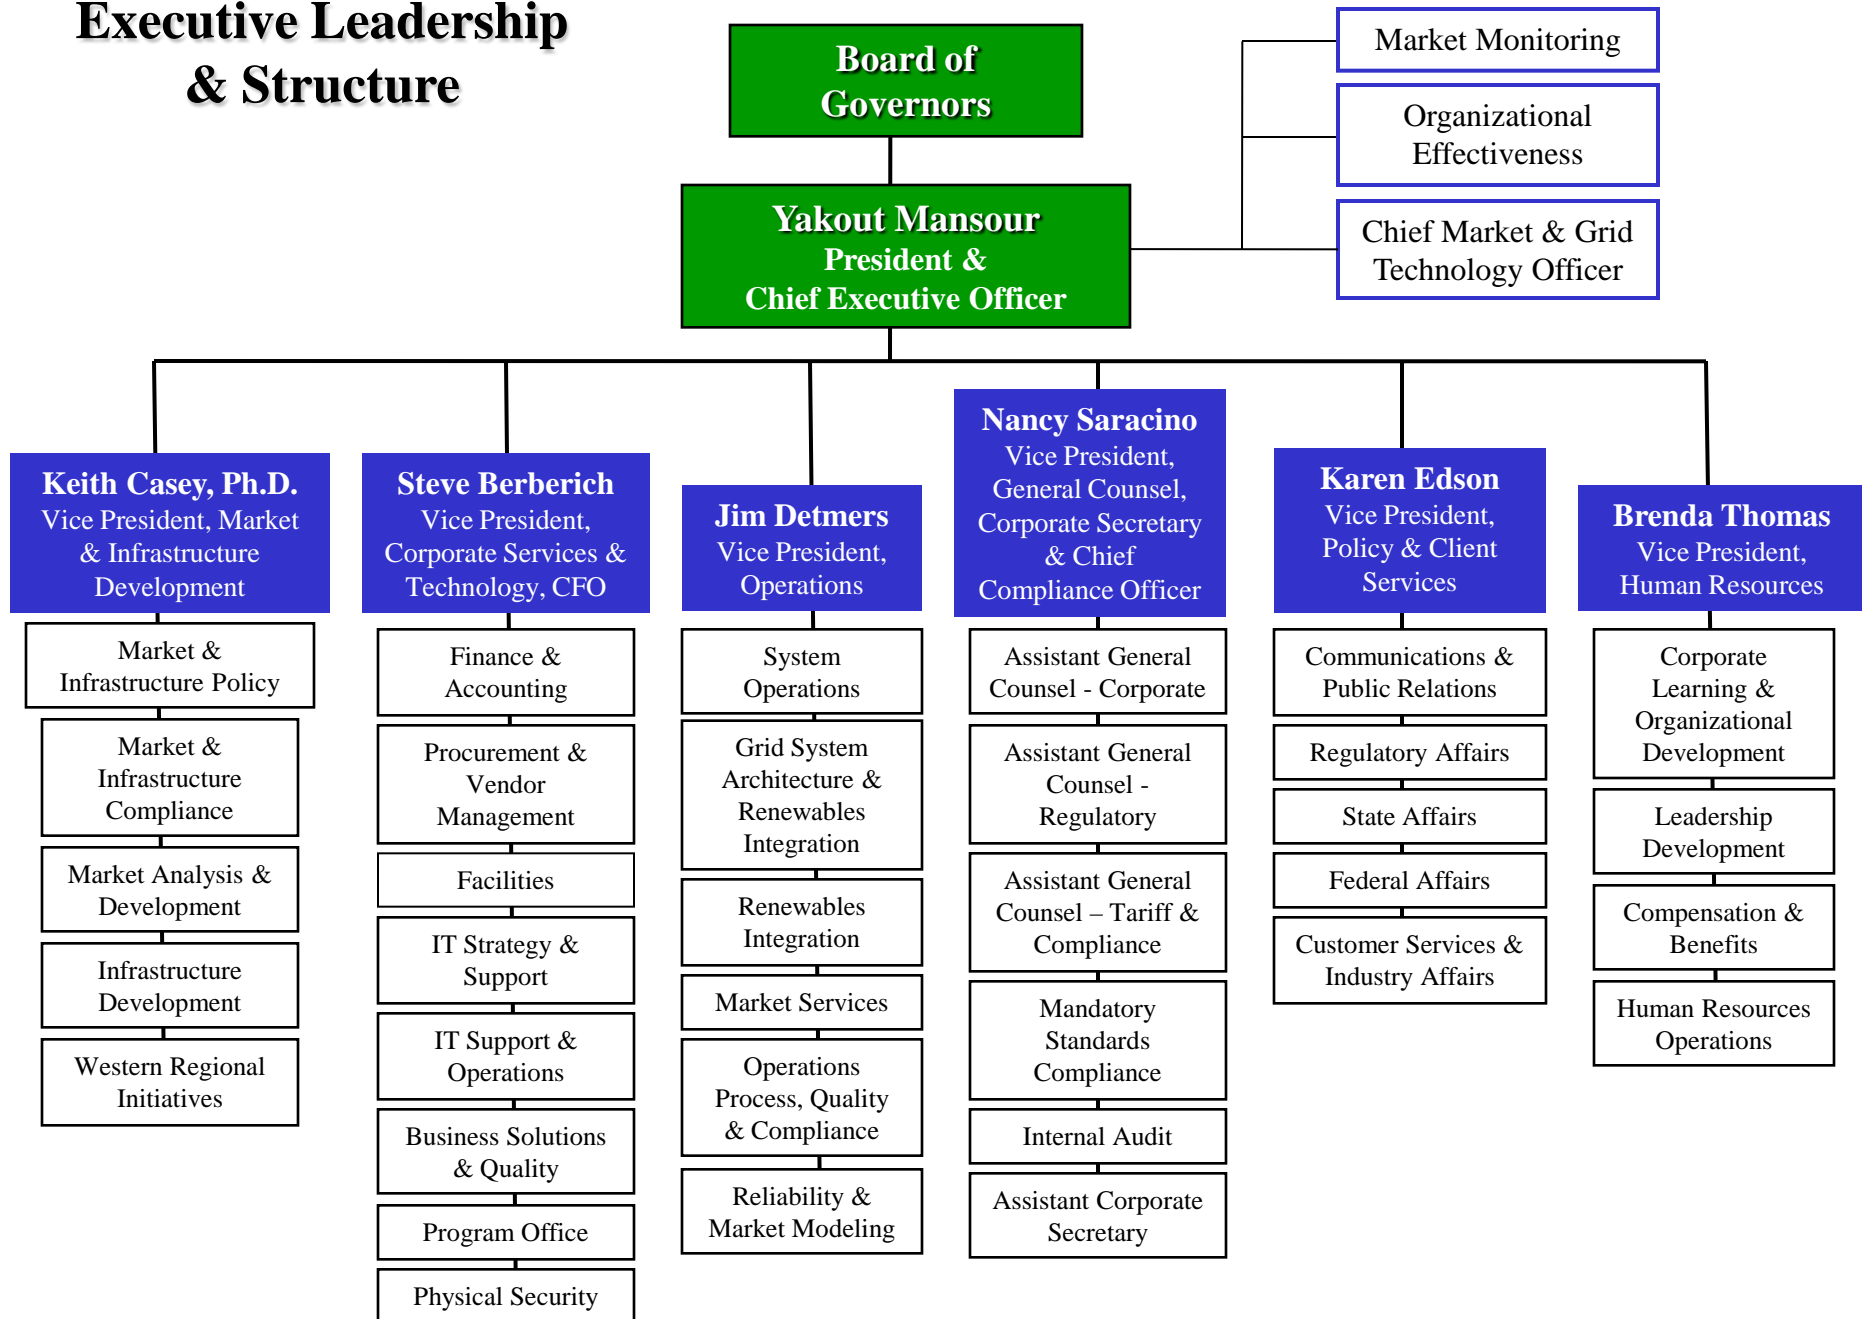 Executive Leadership
& Structure
Board of
Governors
Yakout Mansour
President &
Chief Executive Officer
Market Monitoring
Organizational
Effectiveness
Chief Market & Grid
Technology Officer
Keith Casey, Ph.D.
Vice President, Market
& Infrastructure
Development
Market &
Infrastructure Policy
Market &
Infrastructure
Compliance
Market Analysis &
Development
Infrastructure
Development
Western Regional
Initiatives
Steve Berberich
Vice President,
Corporate Services &
Technology, CFO
Finance &
Accounting
Procurement &
Vendor
Management
Facilities
IT Strategy &
Support
IT Support &
Operations
Business Solutions
& Quality
Program Office
Physical Security
Jim Detmers
Vice President,
Operations
System
Operations
Grid System
Architecture &
Renewables
Integration
Renewables
Integration
Market Services
Operations
Process, Quality
& Compliance
Reliability &
Market Modeling
Nancy Saracino
Vice President,
General Counsel,
Corporate Secretary
& Chief
Compliance Officer
Assistant General
Counsel - Corporate
Assistant General
Counsel -
Regulatory
Assistant General
Counsel – Tariff &
Compliance
Mandatory
Standards
Compliance
Internal Audit
Assistant Corporate
Secretary
Karen Edson
Vice President,
Policy & Client
Services
Communications &
Public Relations
Regulatory Affairs
State Affairs
Federal Affairs
Customer Services &
Industry Affairs
Brenda Thomas
Vice President,
Human Resources
Corporate
Learning &
Organizational
Development
Leadership
Development
Compensation &
Benefits
Human Resources
Operations